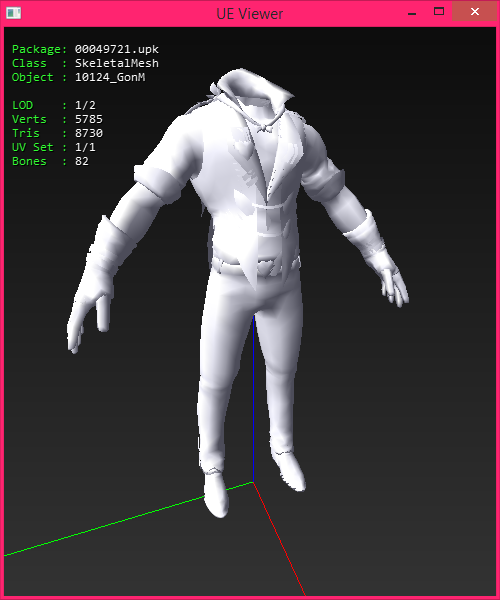 UE Viewer
Package: 00049721.upk
Class  : SkeletalMesh
Object : 10124_GonM
LOD    : 1/2
Verts  : 5785
Tris   : 8730
UV Set : 1/1
Bones  : 82